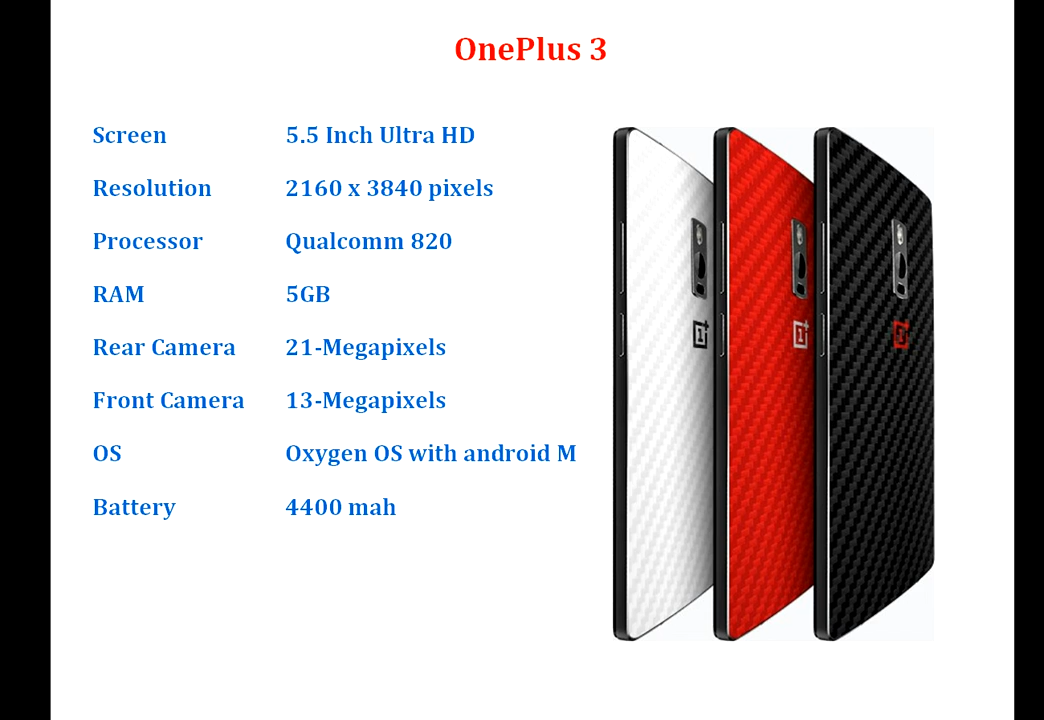 OnePlus 3
Screen 5.5 Inch Ultra HD
Resolution 2160 x 3840 pixels
Processor Qualcomm 820
RAM 5GB
Rear Camera 21-Megapixels
Front Camera 13-Megapixels
OS Oxygen OS with android M
Battery 4400 mah